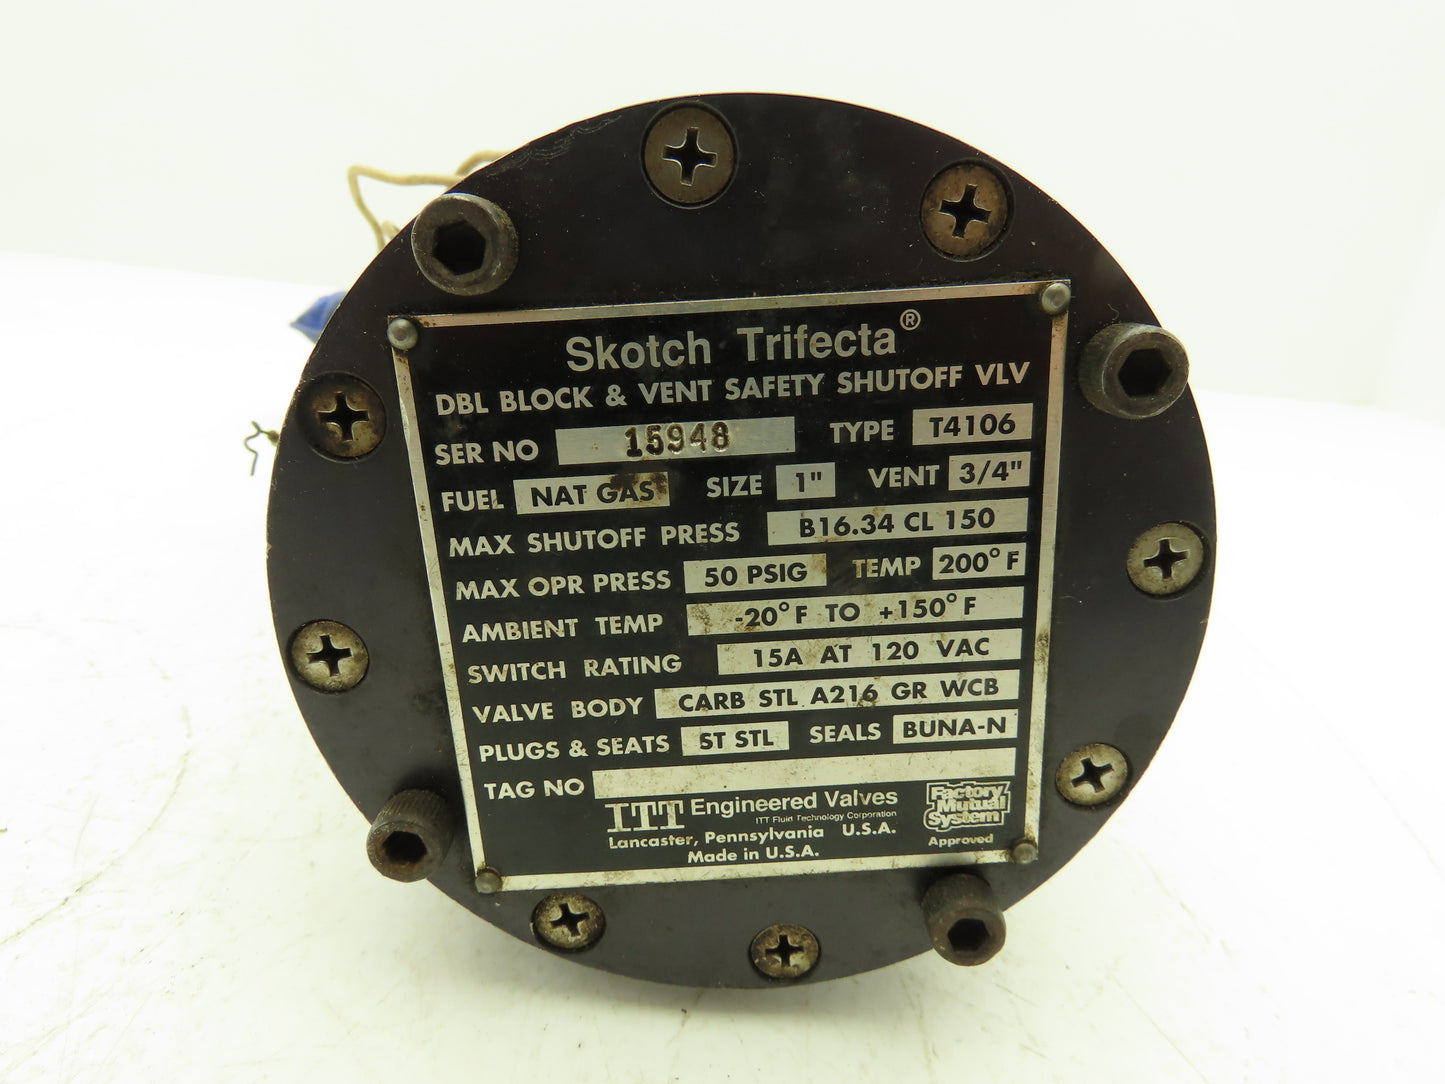 Skotch Trifecta®
DBL BLOCK & VENT SAFETY SHUTOFF VLV
SER NO 15948 TYPE T4106
FUEL NAT GAS SIZE 1" VENT 3/4"
MAX SHUTOFF PRESS B16.34 CL 150
MAX OPR PRESS 50 PSIG TEMP 200°F
AMBIENT TEMP -20°F TO +150°F
SWITCH RATING 15A AT 120 VAC
VALVE BODY CARB STL A216 GR WCB
PLUGS & SEATS ST STL SEALS BUNA-N
TAG NO
ITT Engineered Valves
ITT Fluid Technology Corporation
Lancaster, Pennsylvania U.S.A.
Made in U.S.A.
Factory
Mutual
System
Approved